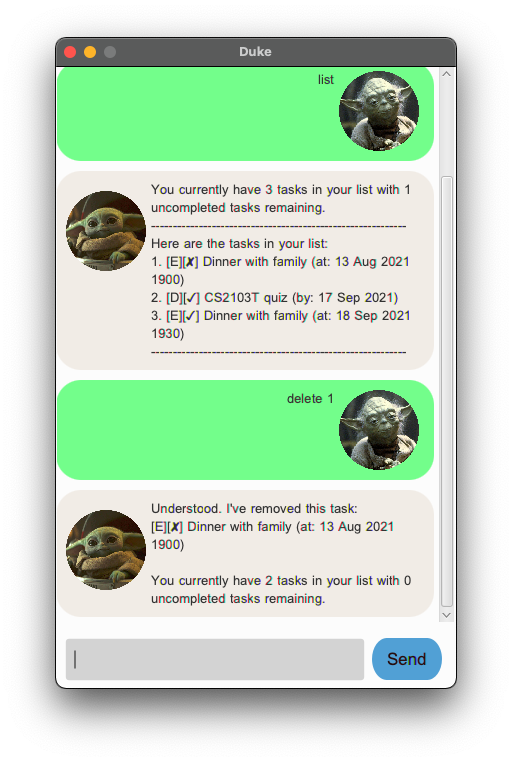 Duke
list
You currently have 3 tasks in your list with 1
uncompleted tasks remaining.
------------------------------------------------------------
Here are the tasks in your list:
1. [E][✗] Dinner with family (at: 13 Aug 2021
1900)
2. [D][✓] CS2103T quiz (by: 17 Sep 2021)
3. [E][✓] Dinner with family (at: 18 Sep 2021
1930)
------------------------------------------------------------
delete 1
Understood. I've removed this task:
[E][✗] Dinner with family (at: 13 Aug 2021
1900)
You currently have 2 tasks in your list with 0
uncompleted tasks remaining.
Send